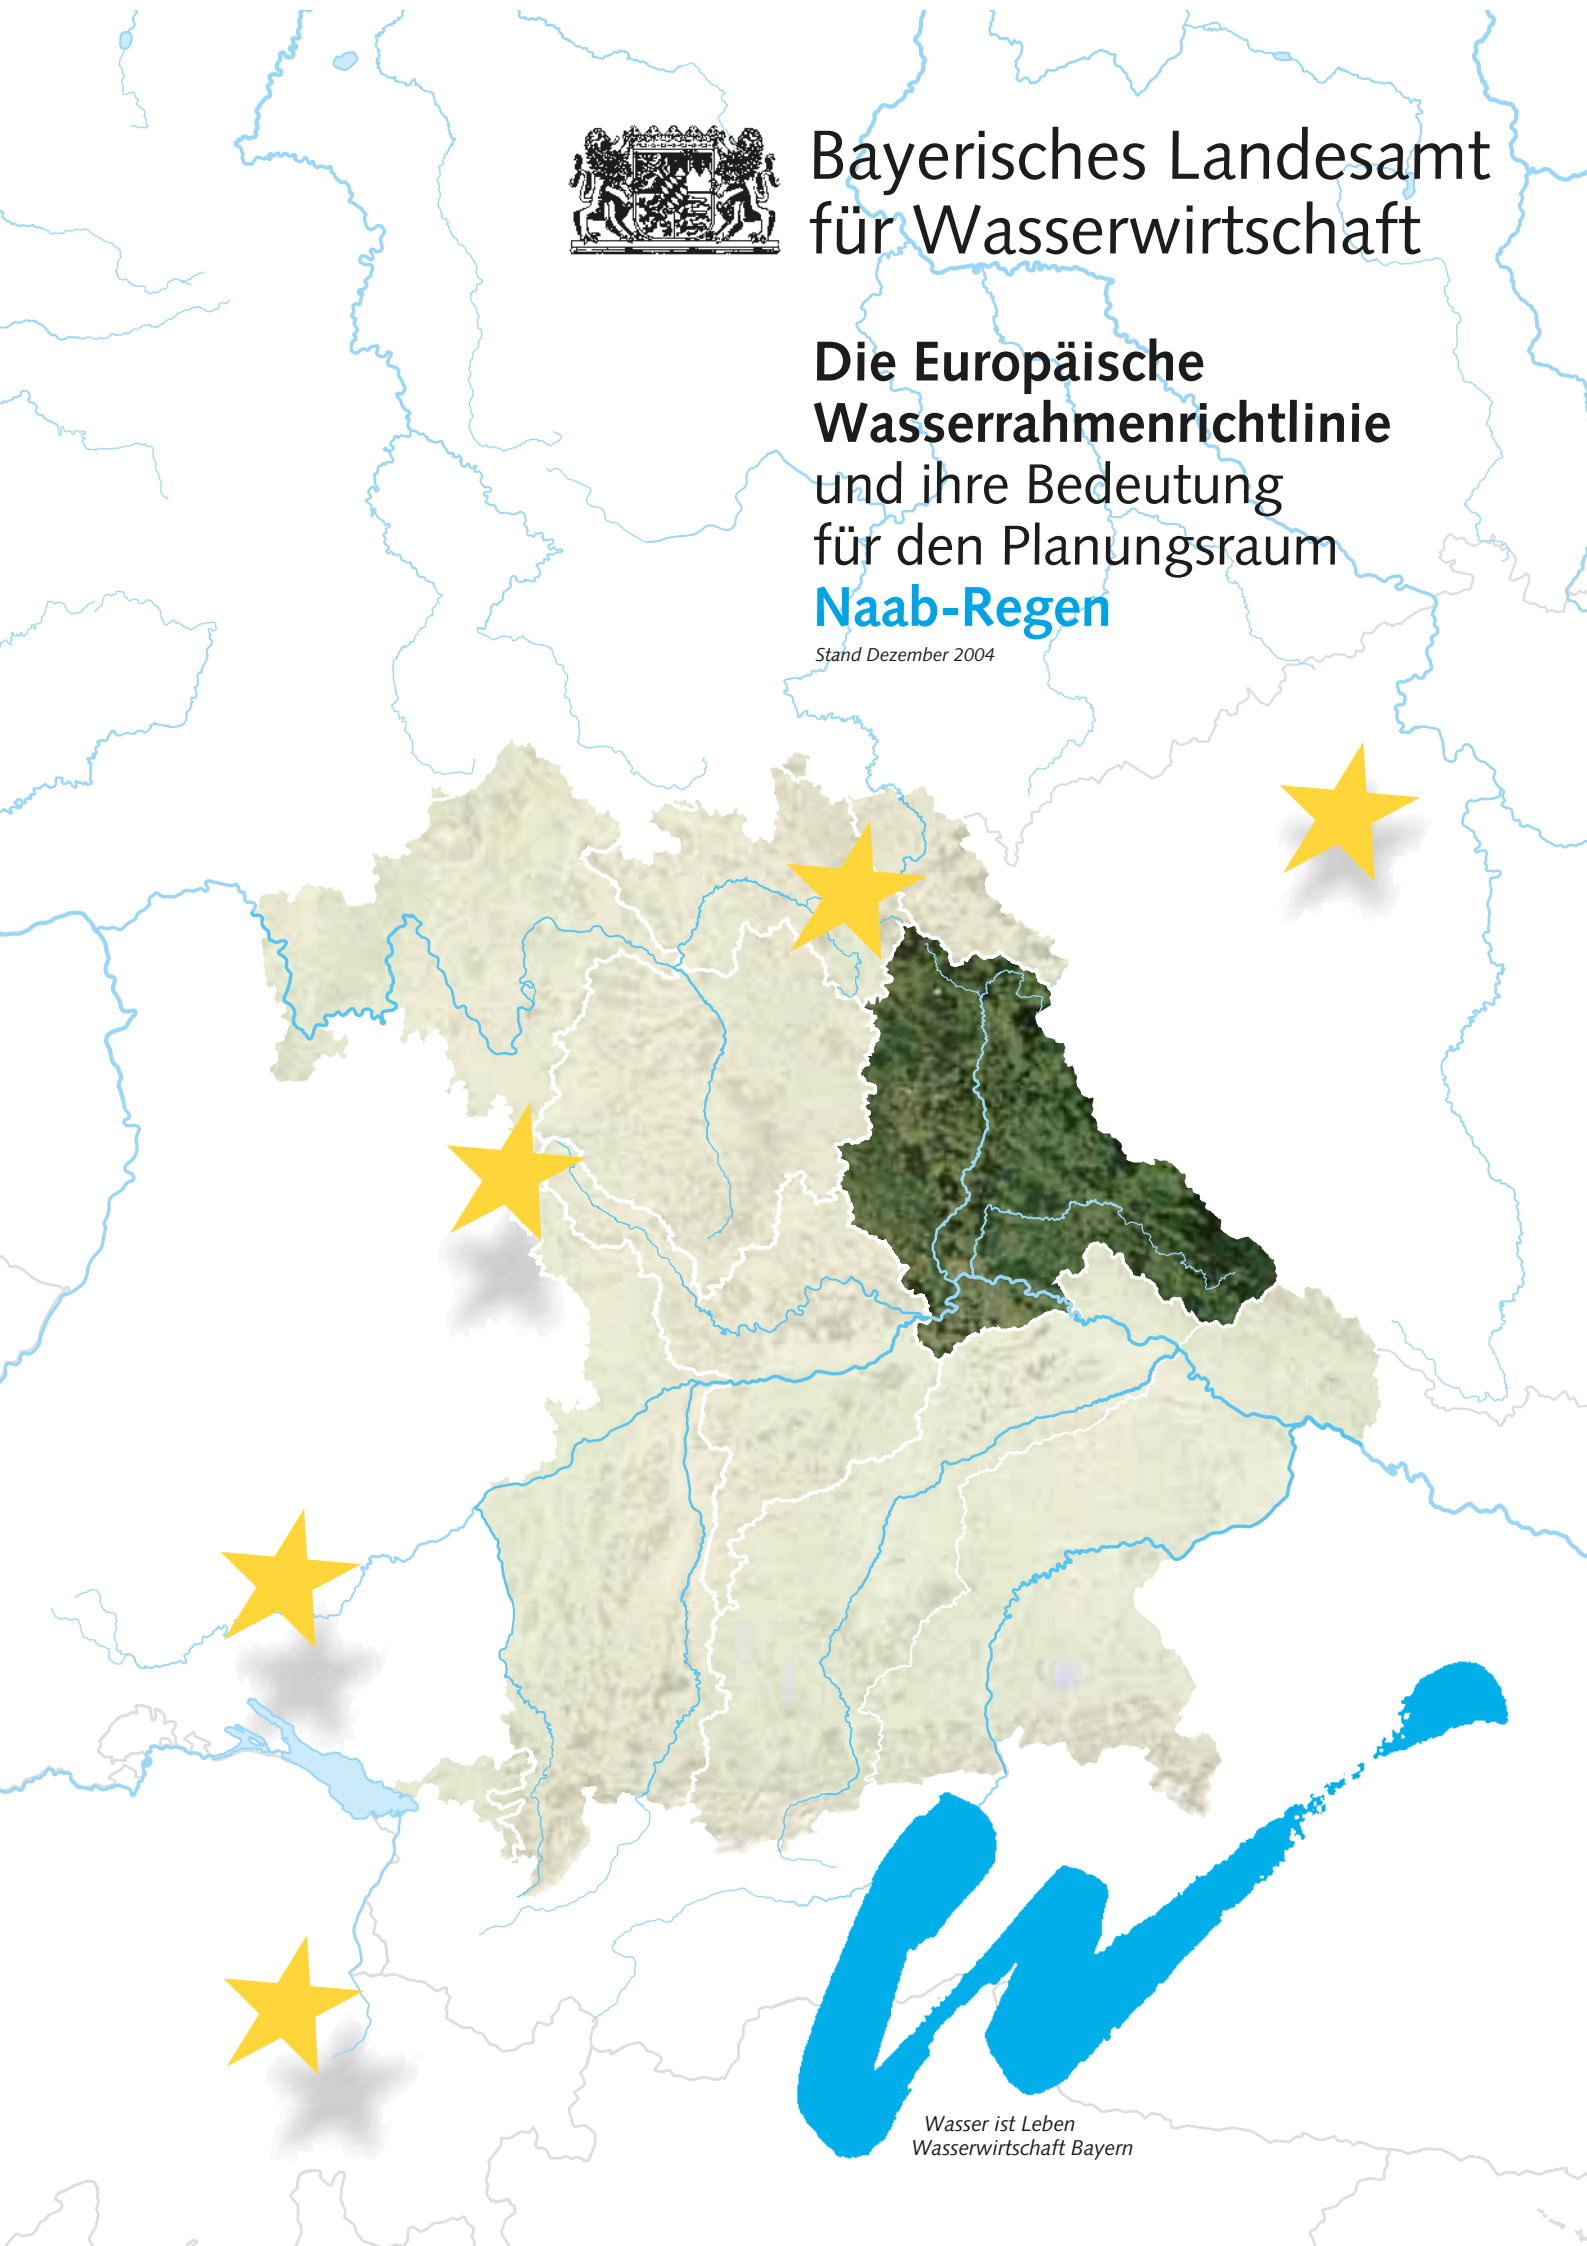 Bayerisches Landesamt
für Wasserwirtschaft
Die Europäische
Wasserrahmenrichtlinie
und ihre Bedeutung
für den Planungsraum
Naab-Regen
Stand Dezember 2004
Wasser ist Leben
Wasserwirtschaft Bayern